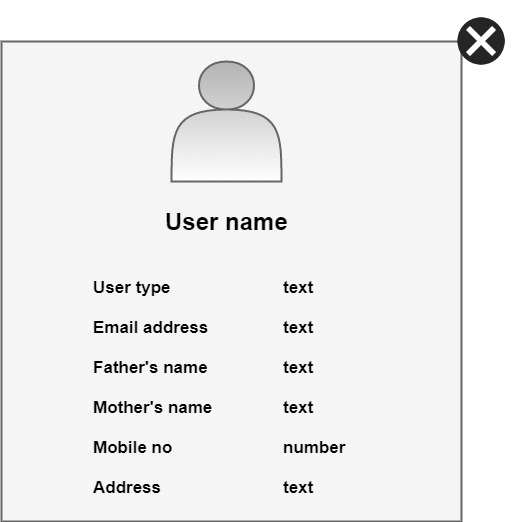 User name
User type text
Email address text
Father's name text
Mother's name text
Mobile no number
Address text